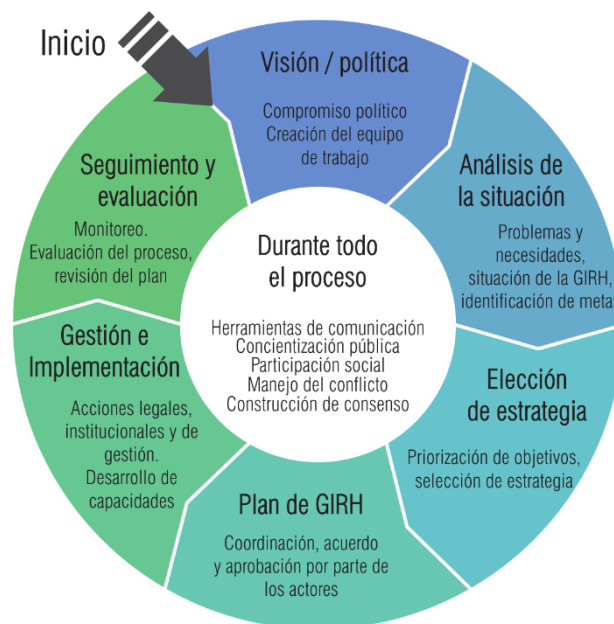 Inicio
Visión / política
Compromiso político
Creación del equipo
de trabajo
Análisis de
la situación
Problemas y
necesidades,
situación de la GIRH,
identificación de metas
Elección
de estrategia
Priorización de objetivos,
selección de estrategia
Plan de GIRH
Coordinación, acuerdo
y aprobación por parte de
los actores
Gestión e
Implementación
Acciones legales,
institucionales y de
gestión.
Desarrollo de
capacidades
Seguimiento y
evaluación
Monitoreo.
Evaluación del proceso,
revisión del plan
Durante todo
el proceso
Herramientas de comunicación
Concientización pública
Participación social
Manejo del conflicto
Construcción de consenso